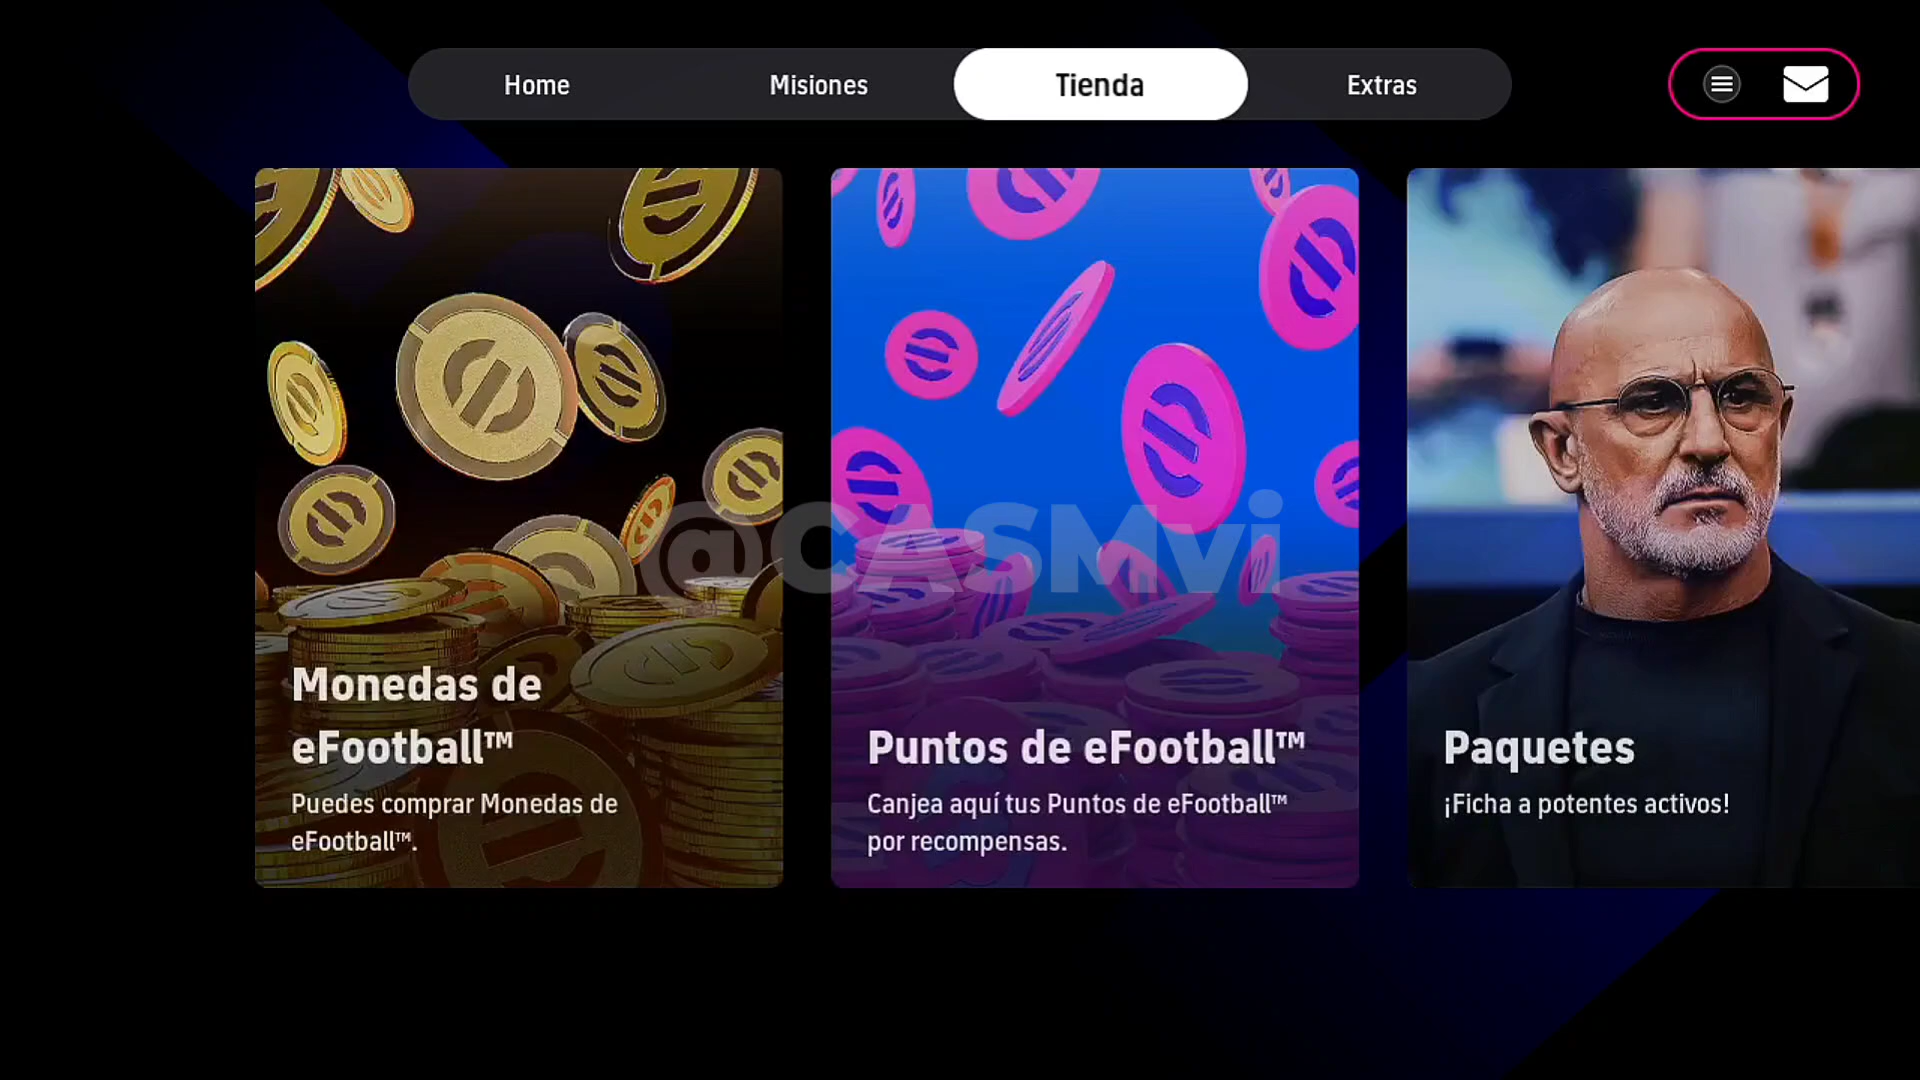 Home
Misiones
Tienda
Extras
Monedas de
eFootball™
Puedes comprar Monedas de
eFootball™.
Puntos de eFootball™
Canjea aquí tus Puntos de eFootball™
por recompensas.
Paquetes
¡Ficha a potentes activos!
@CASMvi